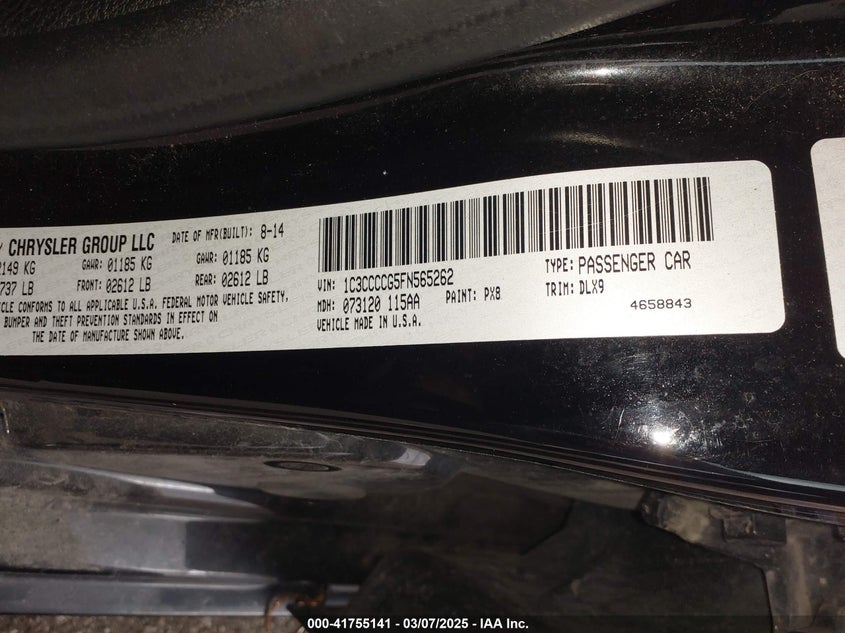 CHRYSLER GROUP LLC DATE OF MFR(BUILT): 8-14
2149 KG GAWR: 01185 KG GAWR: 01185 KG
737 LB FRONT: 02612 LB REAR: 02612 LB
CONFORMS TO ALL APPLICABLE U.S.A. FEDERAL MOTOR VEHICLE SAFETY,
BUMPER AND THEFT PREVENTION STANDARDS IN EFFECT ON
THE DATE OF MANUFACTURE SHOWN ABOVE.
VIN: 1C3CCCCG5FN565262 TYPE: PASSENGER CAR
MDH: 073120 115AA PAINT: PX8 TRIM: DLX9
VEHICLE MADE IN U.S.A. 4658843
000-41755141 - 03/07/2025 - IAA Inc.